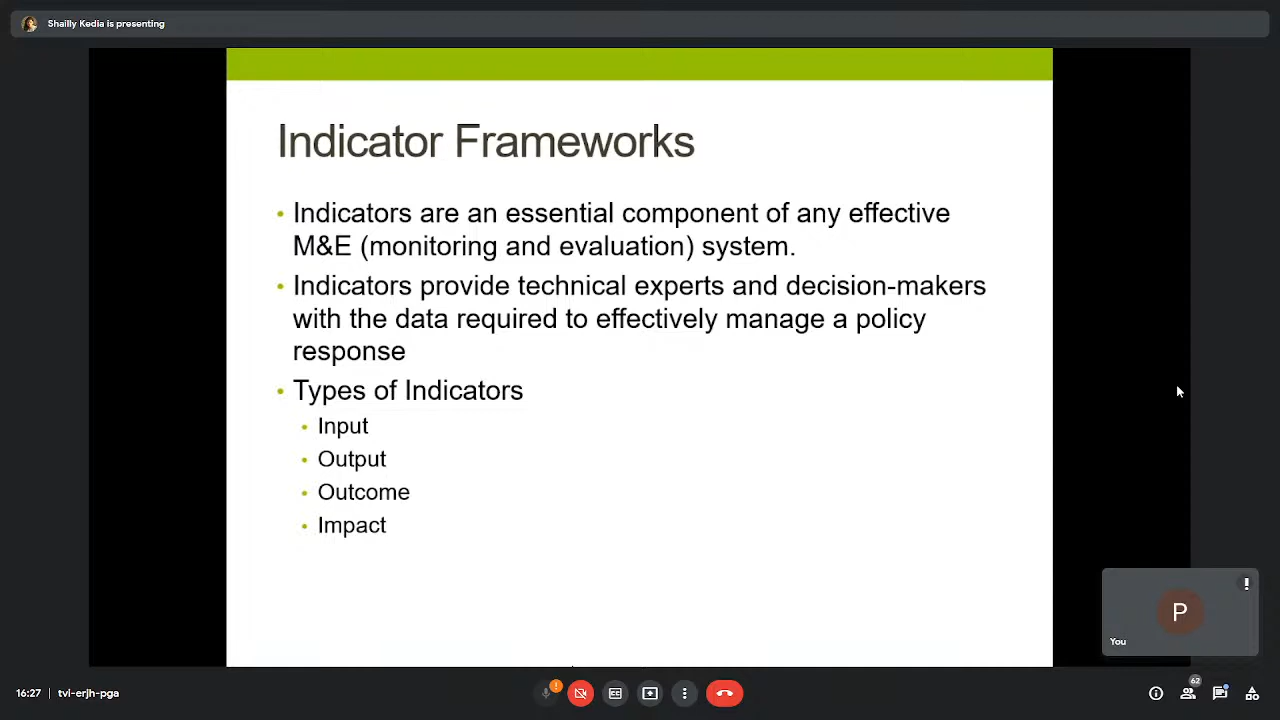 Shailly Kedia is presenting
Indicator Frameworks
• Indicators are an essential component of any effective
M&E (monitoring and evaluation) system.
• Indicators provide technical experts and decision-makers
with the data required to effectively manage a policy
response
• Types of Indicators
• Input
• Output
• Outcome
• Impact
P
You
16:27 | tvi-erjh-pga
62